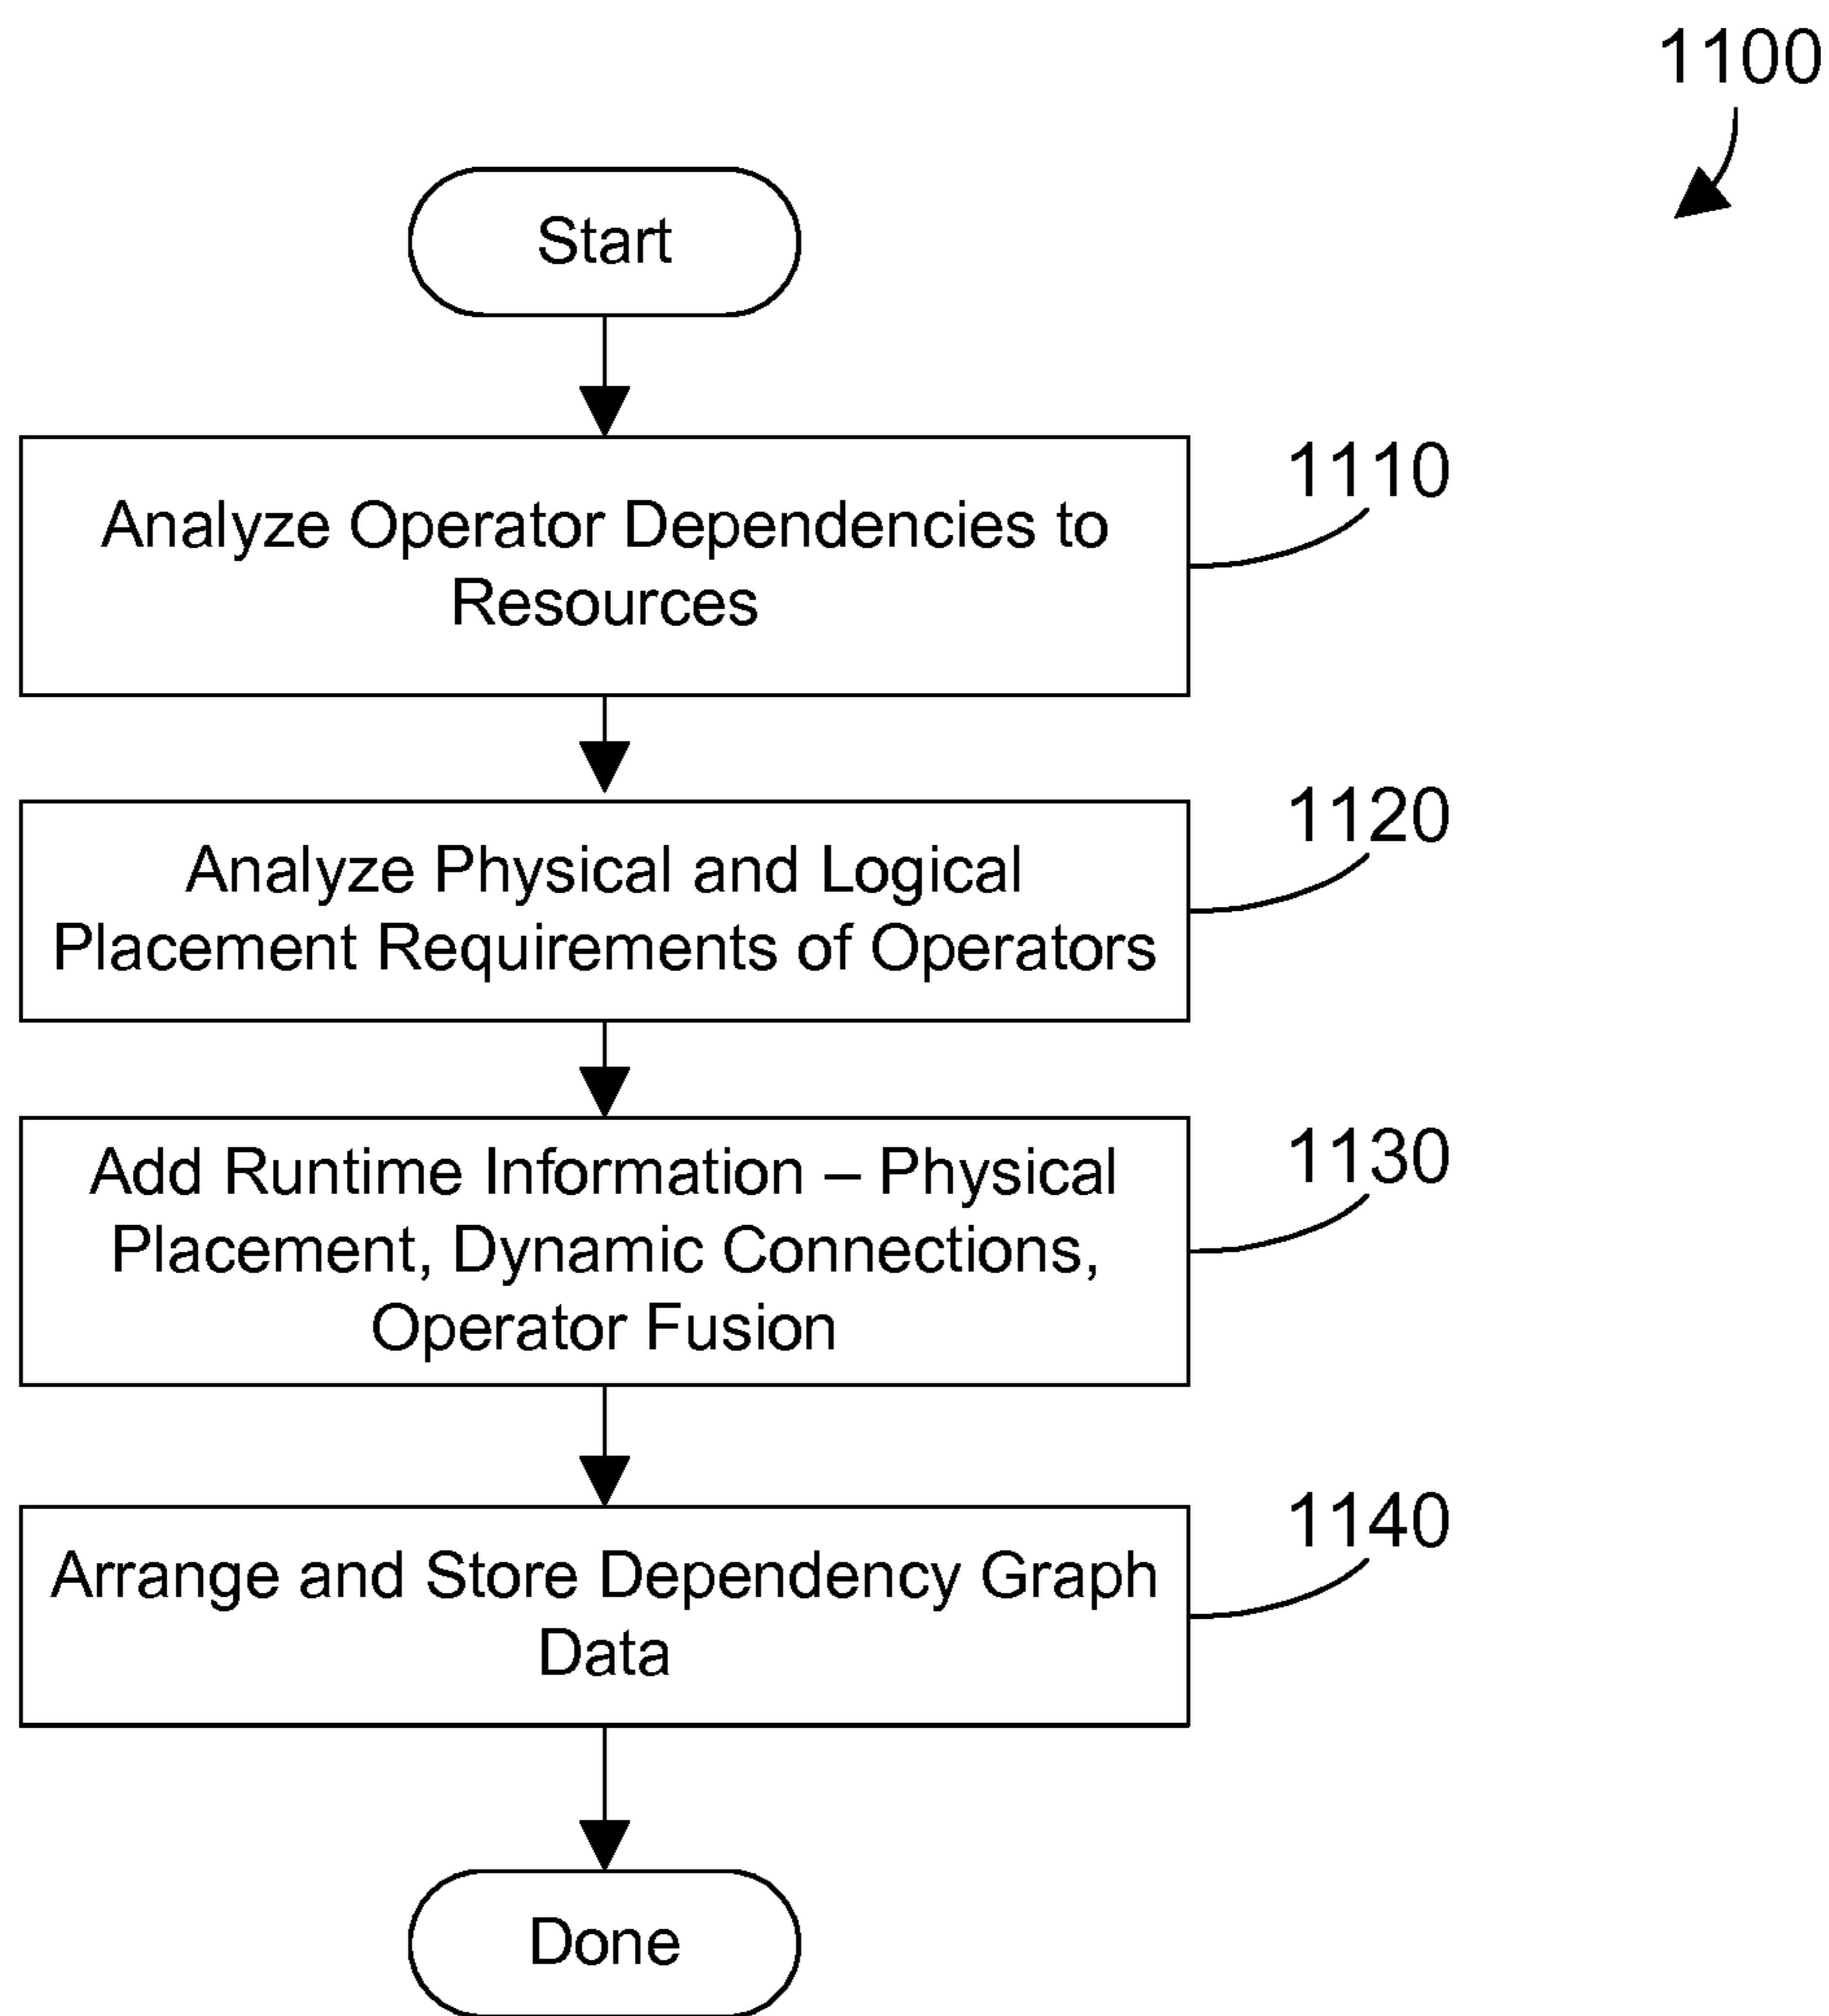 1100
Start
1110
Analyze Operator Dependencies to
Resources
1120
Analyze Physical and Logical
Placement Requirements of Operators
1130
Add Runtime Information – Physical
Placement, Dynamic Connections,
Operator Fusion
1140
Arrange and Store Dependency Graph
Data
Done